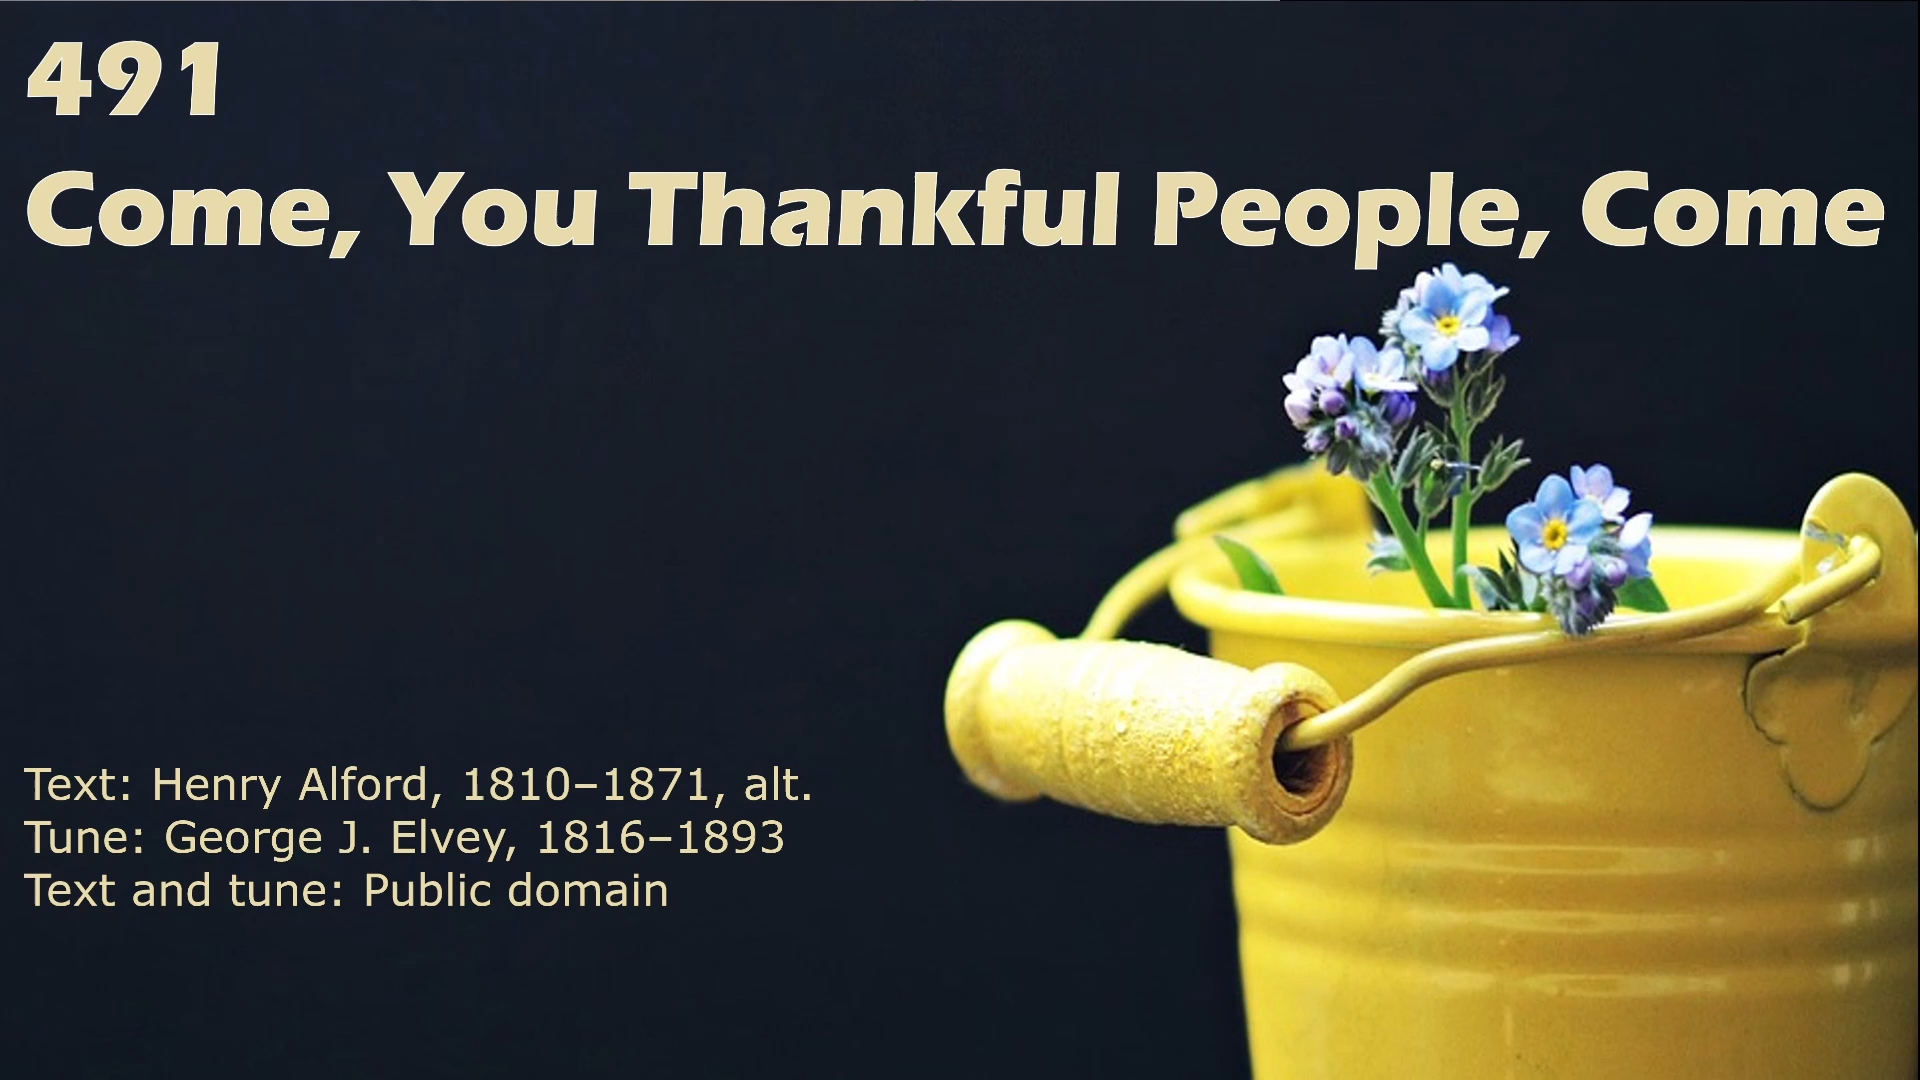 491
Come, You Thankful People, Come
Text: Henry Alford, 1810–1871, alt.
Tune: George J. Elvey, 1816–1893
Text and tune: Public domain